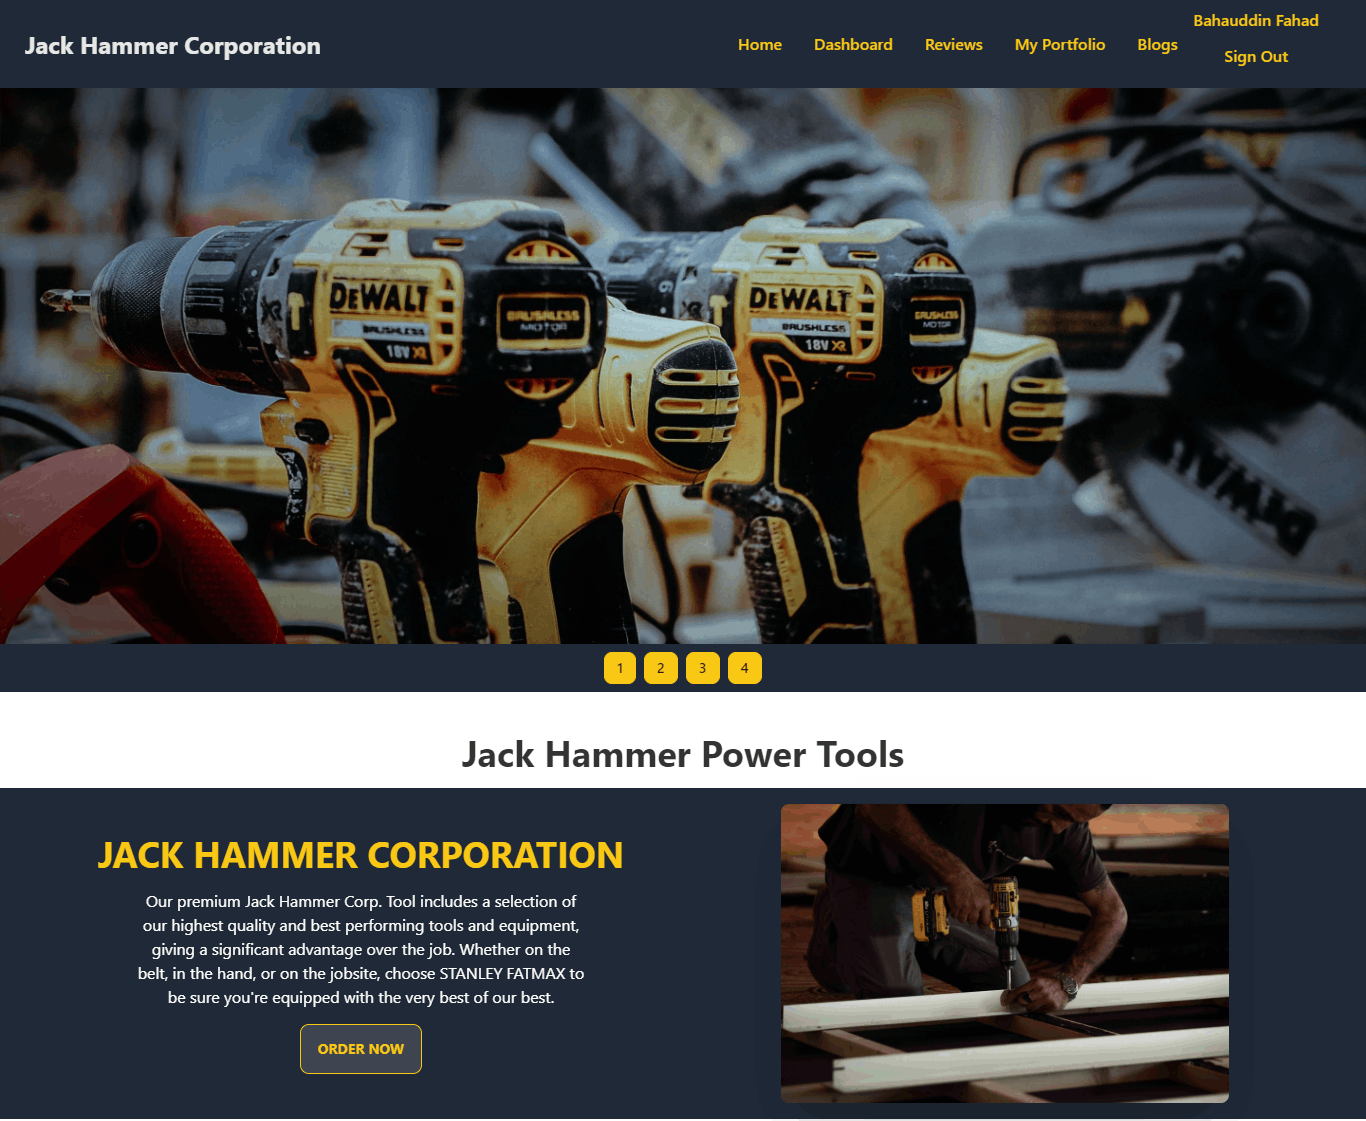 Jack Hammer Corporation
Home Dashboard Reviews My Portfolio Blogs
Bahauddin Fahad
Sign Out
DEWALT
BRUSHLESS
18V XR
XR
BRUSHLESS
MOTOR
XR
DEWALT
BRUSHLESS
18V XR
BRUSHLESS
MOTOR
1 2 3 4
Jack Hammer Power Tools
JACK HAMMER CORPORATION
Our premium Jack Hammer Corp. Tool includes a selection of
our highest quality and best performing tools and equipment,
giving a significant advantage over the job. Whether on the
belt, in the hand, or on the jobsite, choose STANLEY FATMAX to
be sure you're equipped with the very best of our best.
ORDER NOW